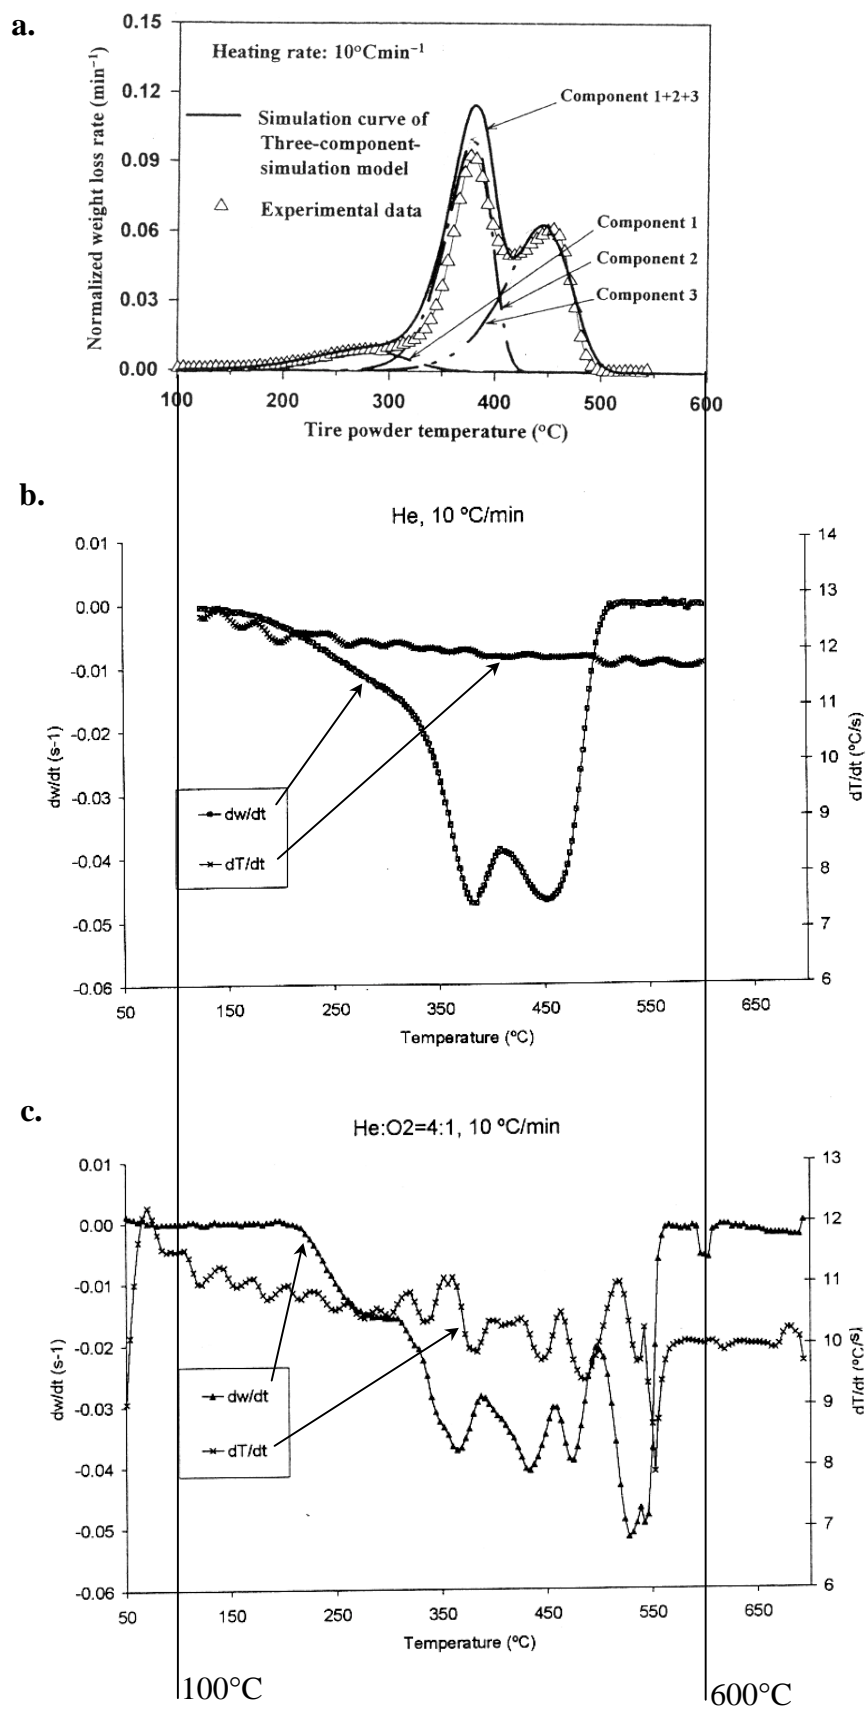 a.
0.15
0.12
0.09
0.06
0.03
0.00
Normalized weight loss rate (min⁻¹)
Heating rate: 10°Cmin⁻¹
Simulation curve of
Three-component-
simulation model
Experimental data
Component 1+2+3
Component 1
Component 2
Component 3
100 200 300 400 500 600
Tire powder temperature (°C)
b.
He, 10 ºC/min
0.01
0.00
-0.01
-0.02
-0.03
-0.04
-0.05
-0.06
dw/dt (s-1)
14
13
12
11
10
9
8
7
6
dT/dt (°C/s)
dw/dt
dT/dt
50 150 250 350 450 550 650
Temperature (ºC)
c.
He:O2=4:1, 10 ºC/min
0.01
0.00
-0.01
-0.02
-0.03
-0.04
-0.05
-0.06
dw/dt (s-1)
13
12
11
10
9
8
7
6
dT/dt (°C/s)
dw/dt
dT/dt
50 150 250 350 450 550 650
Temperature (ºC)
100°C
600°C